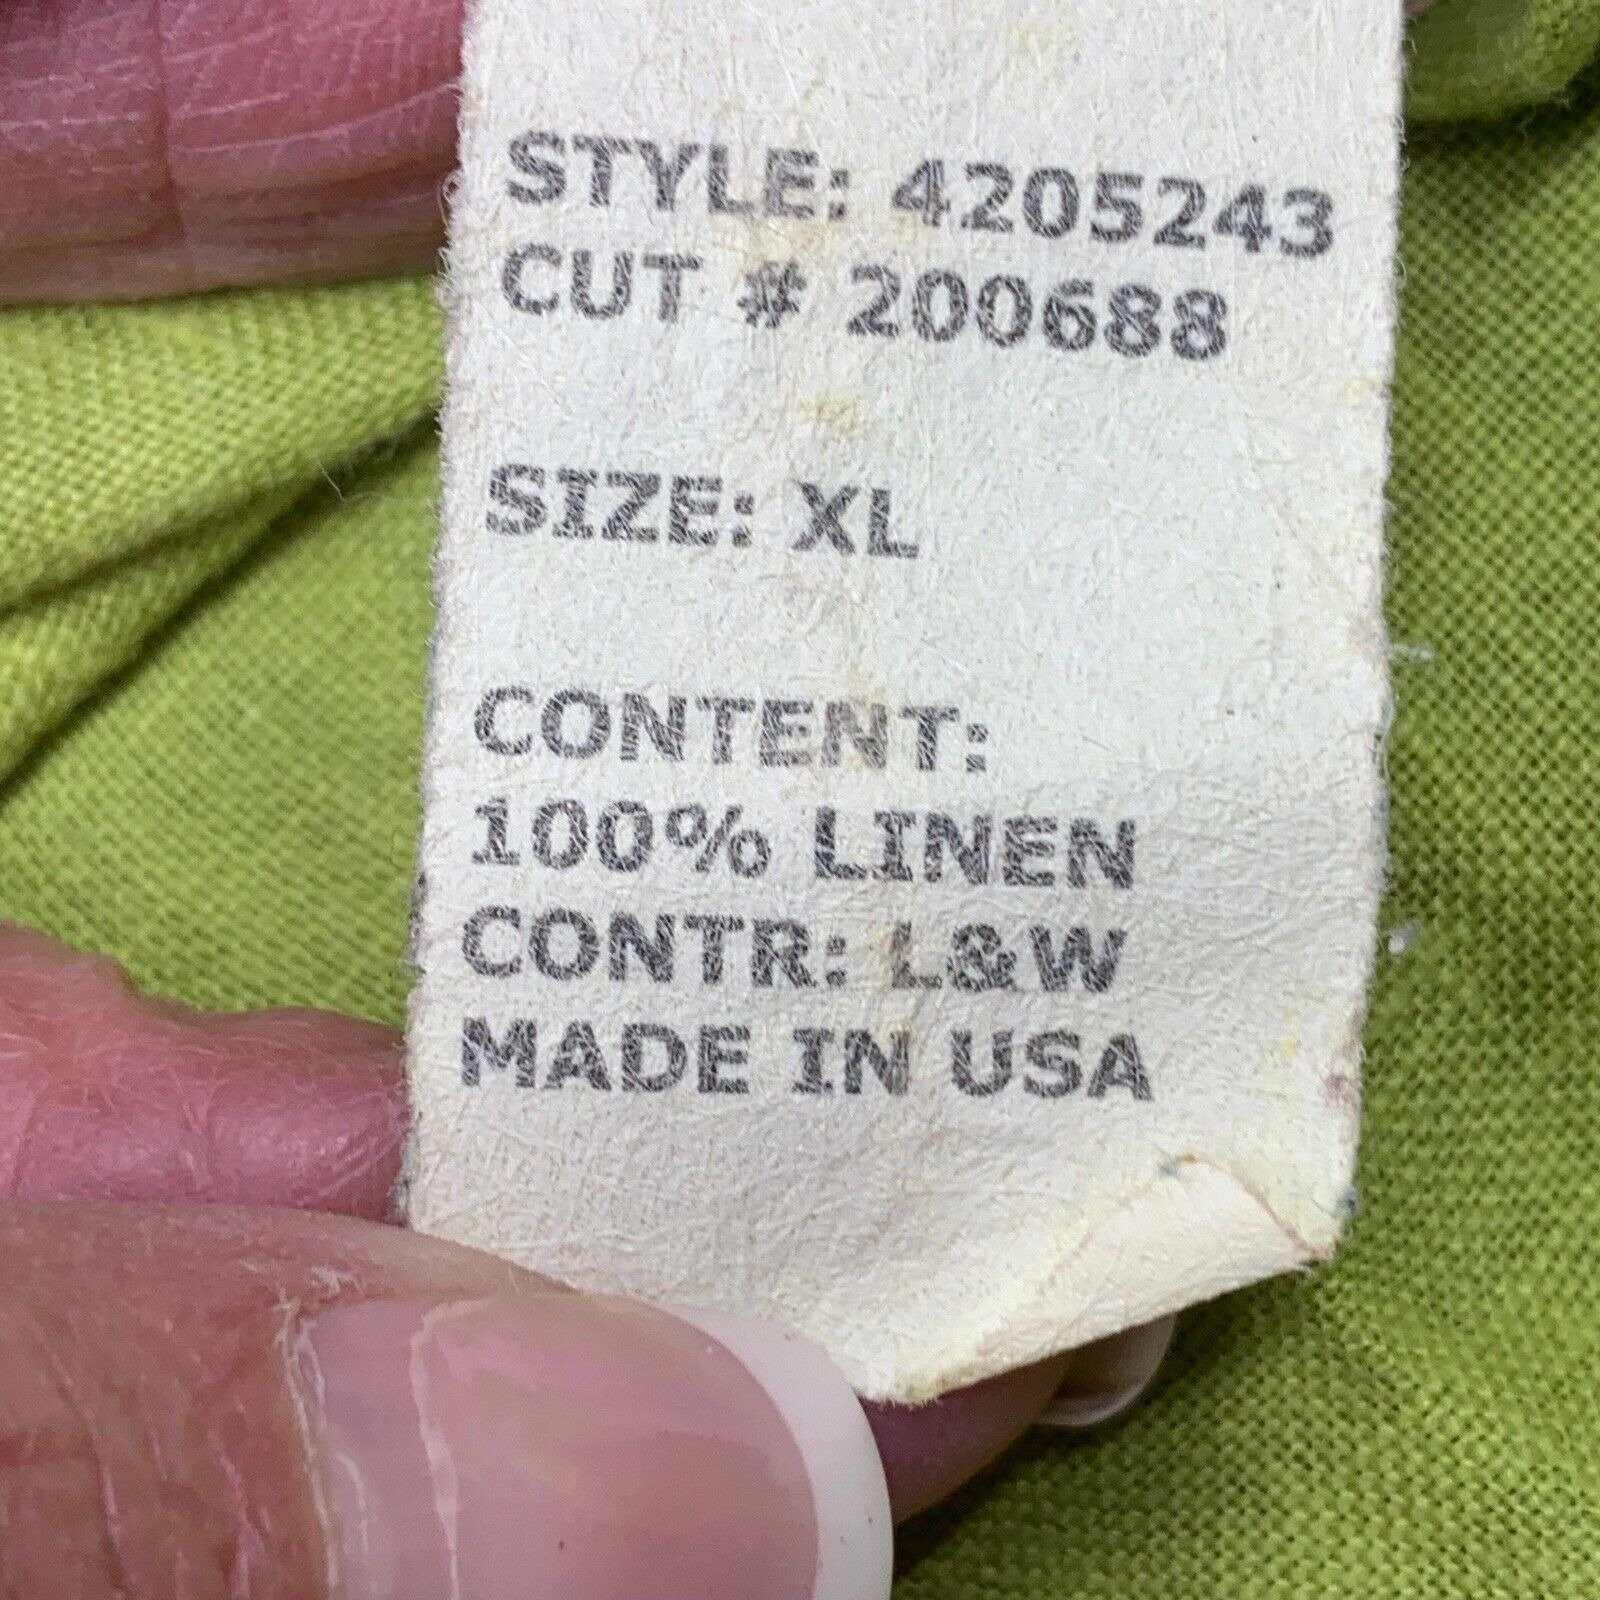 STYLE: 4205243
CUT # 200688
SIZE: XL
CONTENT:
100% LINEN
CONTR: L&W
MADE IN USA